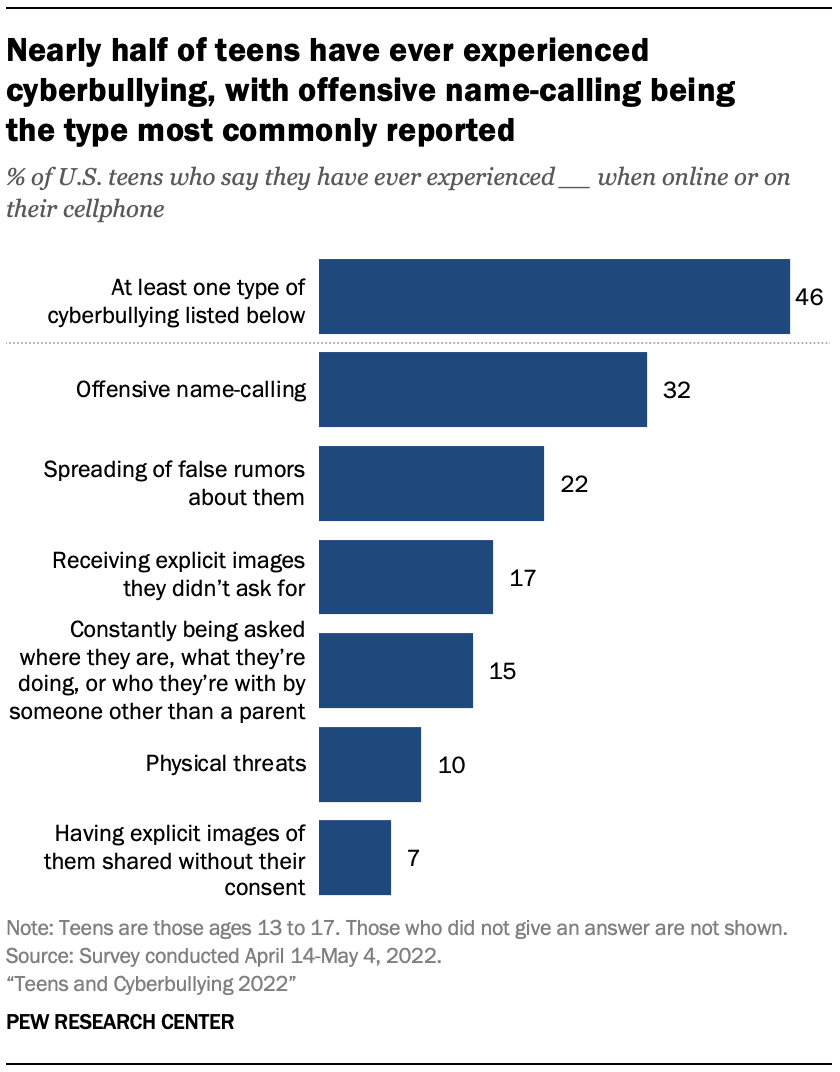 Nearly half of teens have ever experienced
cyberbullying, with offensive name-calling being
the type most commonly reported
% of U.S. teens who say they have ever experienced __ when online or on
their cellphone
At least one type of
cyberbullying listed below
46
Offensive name-calling
32
Spreading of false rumors
about them
22
Receiving explicit images
they didn’t ask for
17
Constantly being asked
where they are, what they’re
doing, or who they’re with by
someone other than a parent
15
Physical threats
10
Having explicit images of
them shared without their
consent
7
Note: Teens are those ages 13 to 17. Those who did not give an answer are not shown.
Source: Survey conducted April 14-May 4, 2022.
“Teens and Cyberbullying 2022”
PEW RESEARCH CENTER